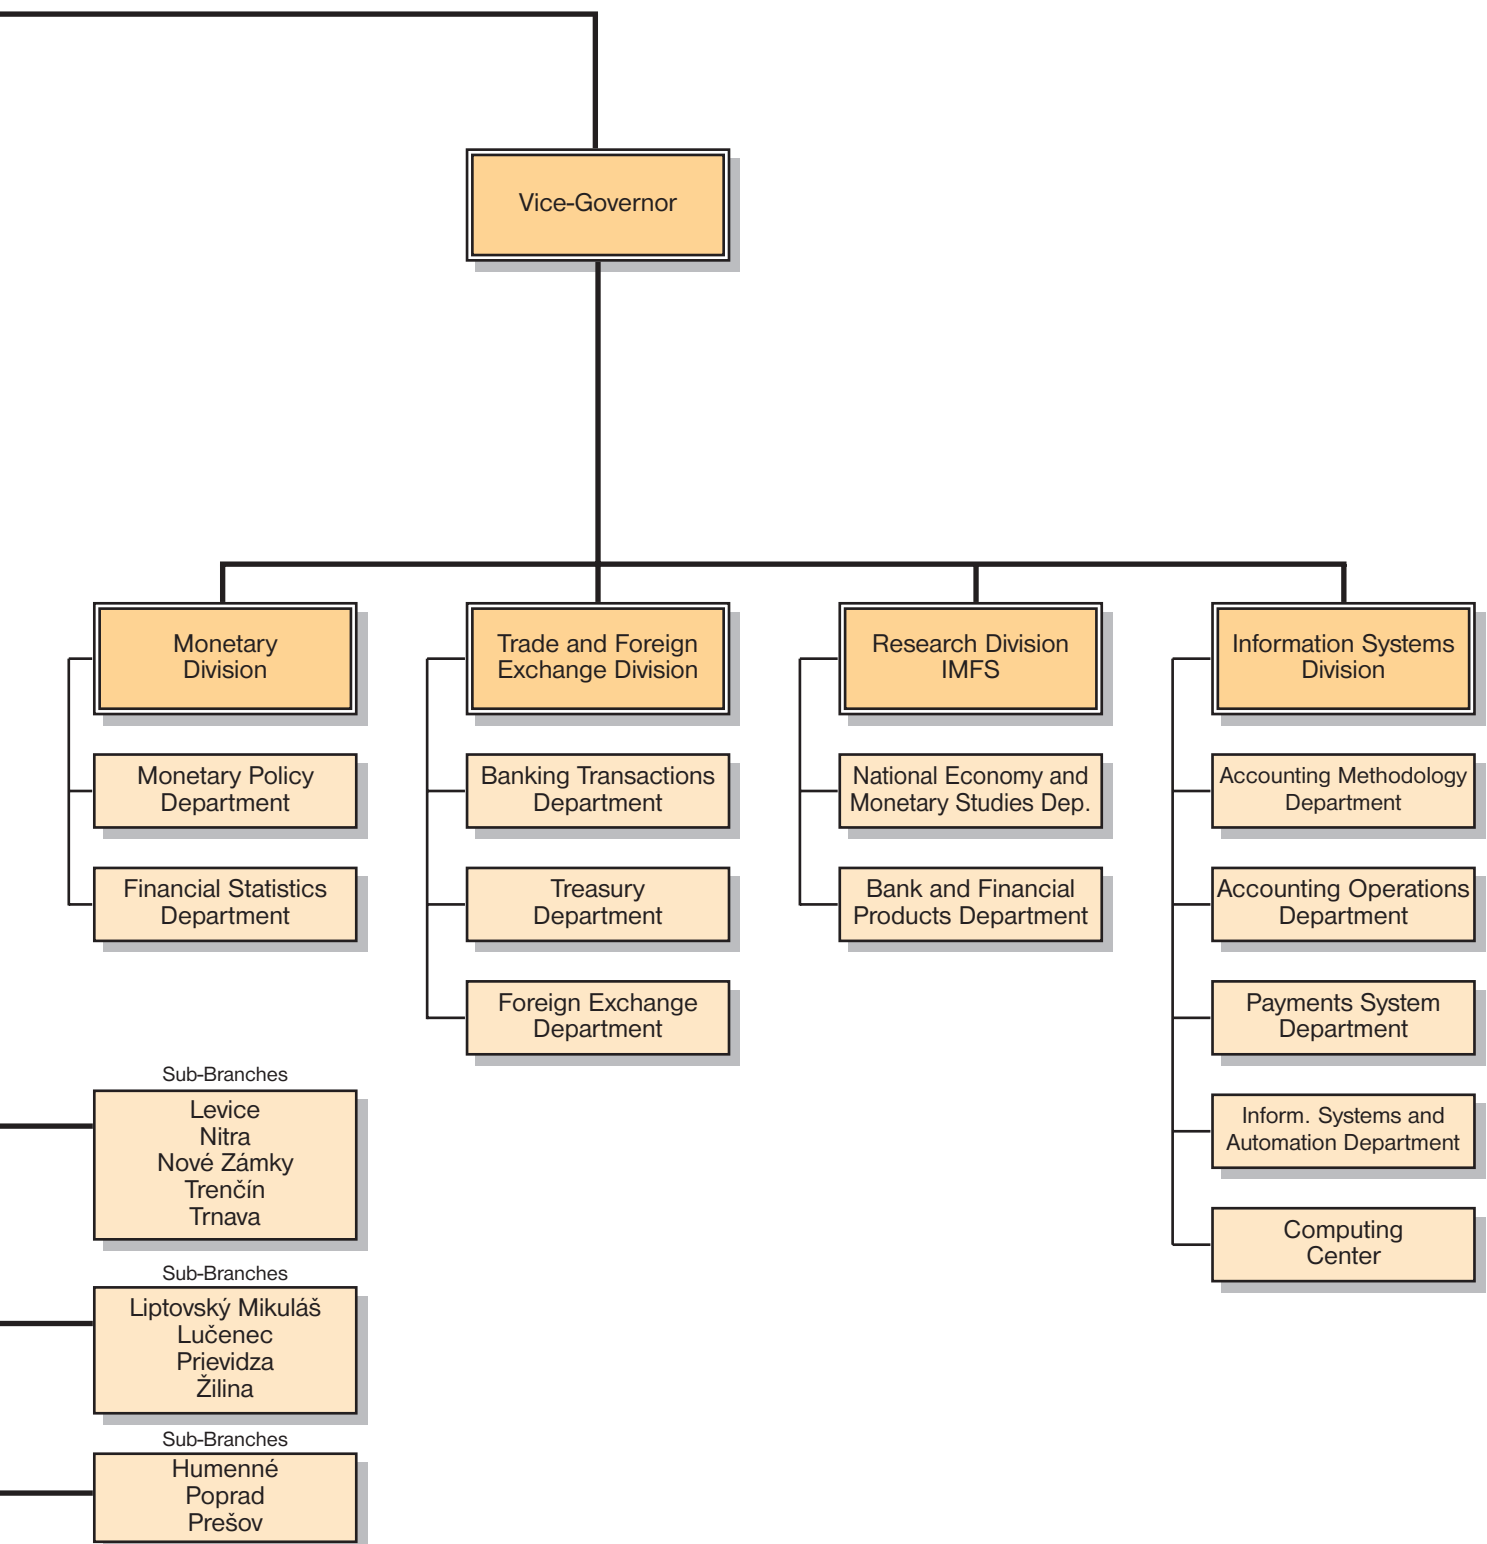 Vice-Governor
Monetary
Division
Monetary Policy
Department
Financial Statistics
Department
Trade and Foreign
Exchange Division
Banking Transactions
Department
Treasury
Department
Foreign Exchange
Department
Research Division
IMFS
National Economy and
Monetary Studies Dep.
Bank and Financial
Products Department
Information Systems
Division
Accounting Methodology
Department
Accounting Operations
Department
Payments System
Department
Inform. Systems and
Automation Department
Computing
Center
Sub-Branches
Levice
Nitra
Nové Zámky
Trenčín
Trnava
Sub-Branches
Liptovský Mikuláš
Lučenec
Prievidza
Žilina
Sub-Branches
Humenné
Poprad
Prešov